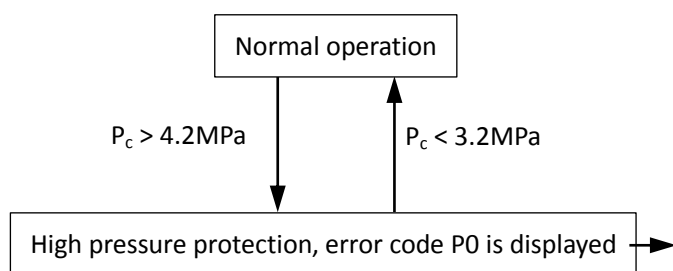 Normal operation
Pc > 4.2MPa
Pc < 3.2MPa
High pressure protection, error code P0 is displayed